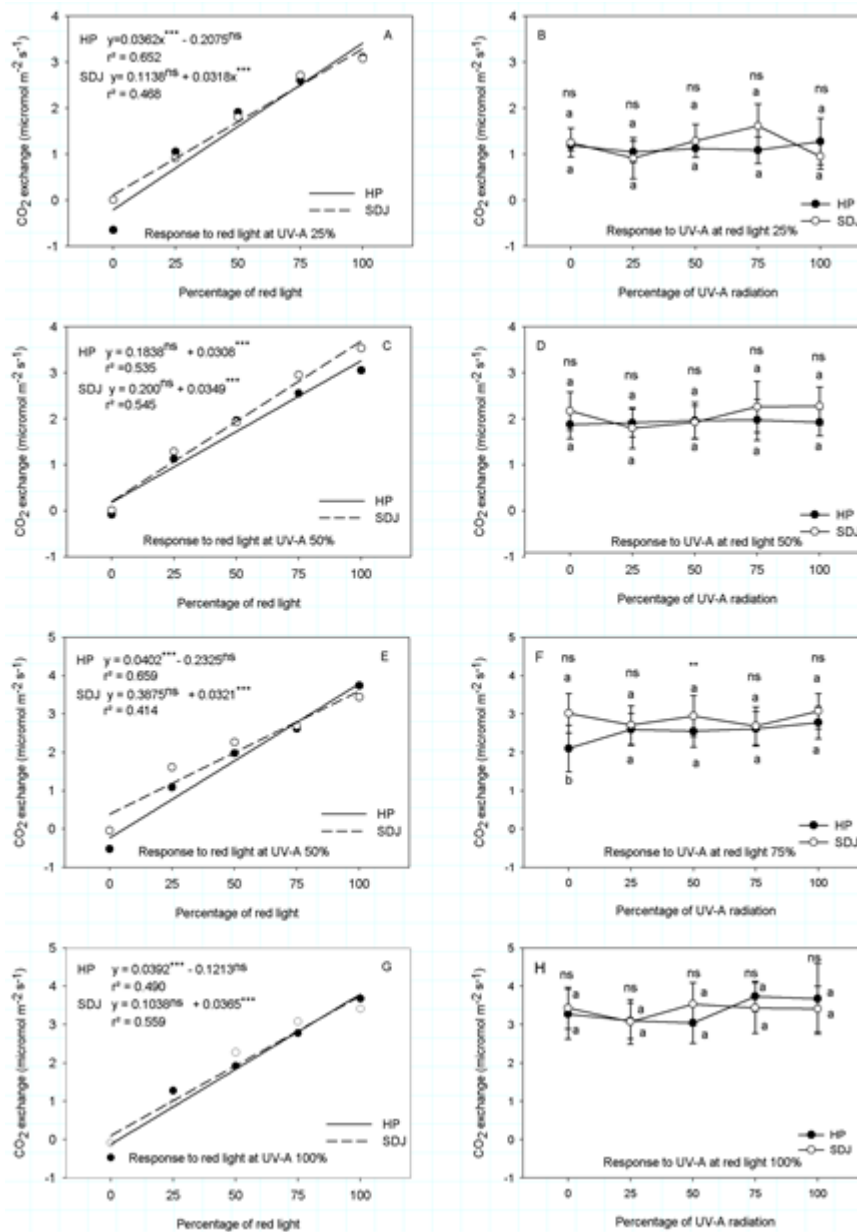 CO2 exchange (micromol m-2 s-1)
4
3
2
1
0
-1
HP y=0.0362x*** - 0.2075ns
r² = 0.652
SDJ y= 0.1138ns + 0.0318x***
r² = 0.468
A
HP
SDJ
Response to red light at UV-A 25%
0 25 50 75 100
Percentage of red light
CO2 exchange (micromol m-2 s-1)
4
3
2
1
0
-1
B
ns ns ns ns ns
a a a a a
a a a a a
HP
SDJ
Response to UV-A at red light 25%
0 25 50 75 100
Percentage of UV-A radiation
CO2 exchange (micromol m-2 s-1)
4
3
2
1
0
-1
HP y = 0.1838ns + 0.0308***
r² = 0.535
SDJ y = 0.200ns + 0.0349***
r² =0.545
C
HP
SDJ
Response to red light at UV-A 50%
0 25 50 75 100
Percentage of red light
CO2 exchange (micromol m-2 s-1)
4
3
2
1
0
-1
D
ns ns ns ns ns
a a a a a
a a a a a
HP
SDJ
Response to UV-A at red light 50%
0 25 50 75 100
Percentage of UV-A radiation
CO2 exchange (micromol m-2 s-1)
5
4
3
2
1
0
-1
HP y = 0.0402*** - 0.2325ns
r² = 0.659
SDJ y = 0.3875ns + 0.0321***
r² = 0.414
E
HP
SDJ
Response to red light at UV-A 50%
0 25 50 75 100
Percentage of red light
CO2 exchange (micromol m-2 s-1)
5
4
3
2
1
0
-1
F
ns ns ** ns ns
a a a a a
b a a a a
HP
SDJ
Response to UV-A at red light 75%
0 25 50 75 100
Percentage of UV-A radiation
CO2 exchange (micromol m-2 s-1)
5
4
3
2
1
0
-1
HP y = 0.0392*** - 0.1213ns
r² = 0.490
SDJ y = 0.1038ns + 0.0365***
r² = 0.559
G
HP
SDJ
Response to red light at UV-A 100%
0 25 50 75 100
Percentage of red light
CO2 exchange (micromol m-2 s-1)
5
4
3
2
1
0
-1
H
ns ns ns ns ns
a a a a a
a a a a a
HP
SDJ
Response to UV-A at red light 100%
0 25 50 75 100
Percentage of UV-A radiation